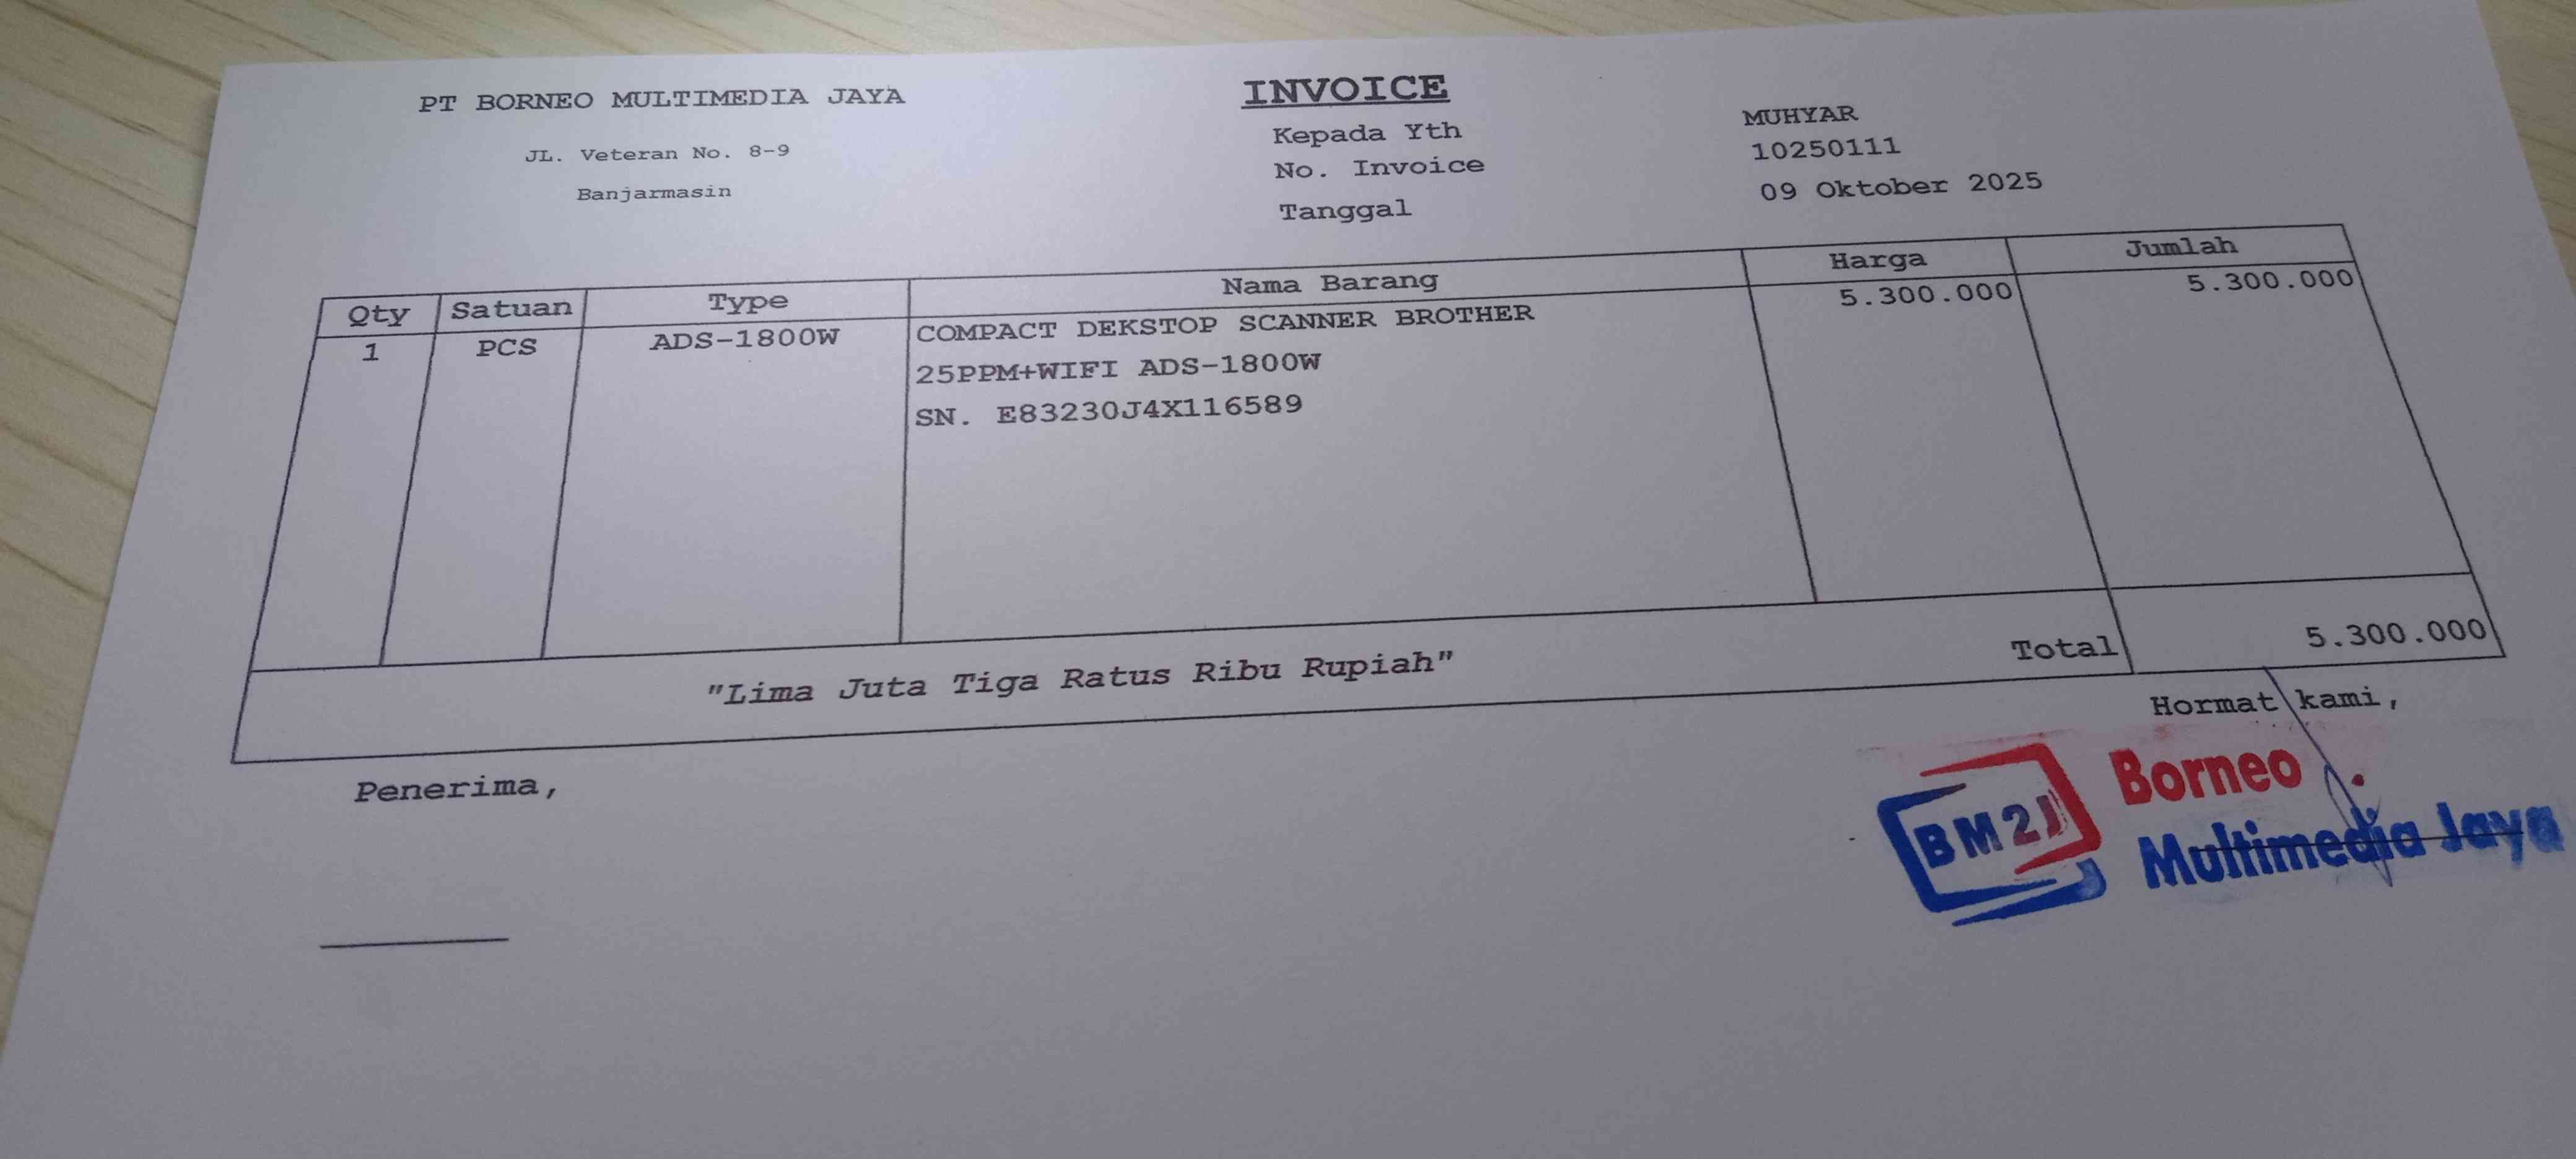 PT BORNEO MULTIMEDIA JAYA
JL. Veteran No. 8-9
Banjarmasin
INVOICE
Kepada Yth MUHYAR
No. Invoice 10250111
Tanggal 09 Oktober 2025
Qty Satuan Type Nama Barang Harga Jumlah
1 PCS ADS-1800W COMPACT DEKSTOP SCANNER BROTHER 5.300.000 5.300.000
25PPM+WIFI ADS-1800W
SN. E83230J4X116589
"Lima Juta Tiga Ratus Ribu Rupiah" Total 5.300.000
Penerima, Hormat kami,
BM2J Borneo
Multimedia Jaya